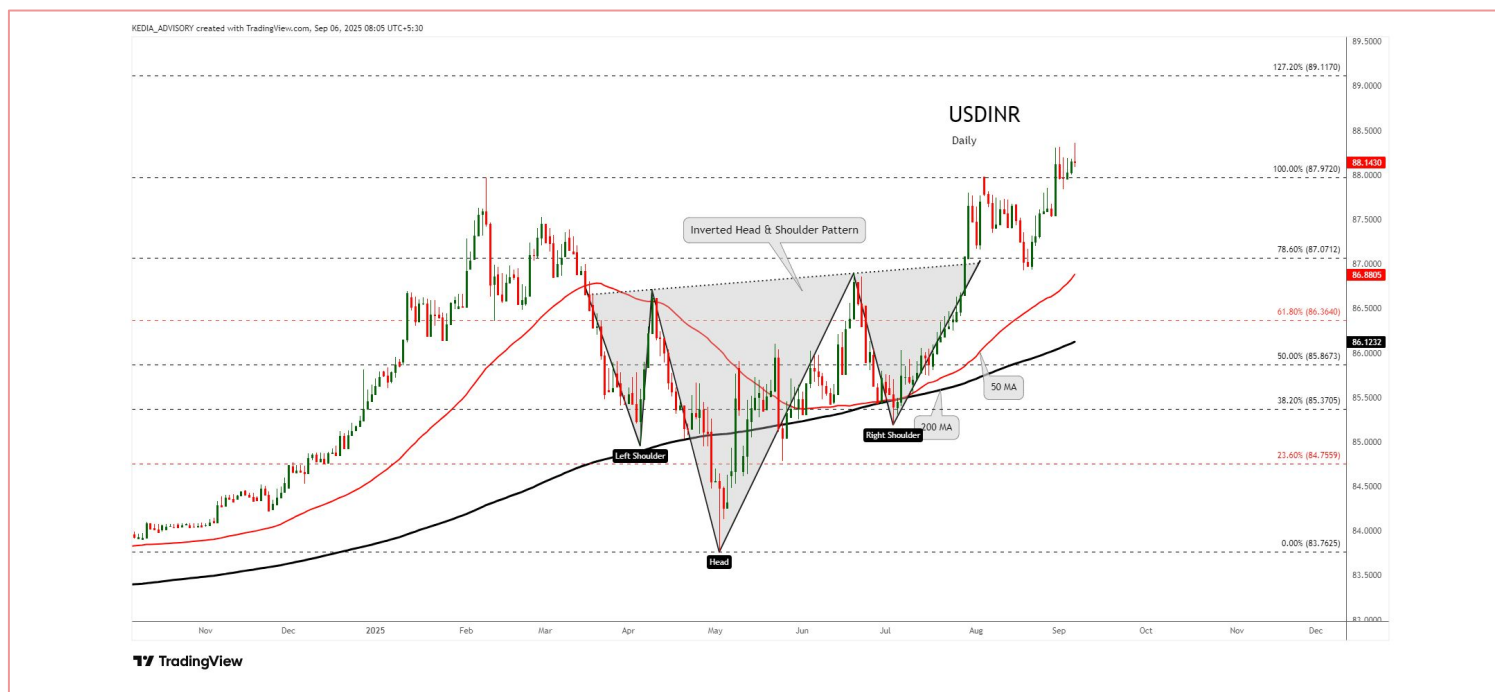 KEDIA_ADVISORY created with TradingView.com, Sep 06, 2025 08:05 UTC+5:30
89.5000
127.20% (89.1170)
89.0000
USDINR
88.5000
Daily
88.1430
88.0000
100.00% (87.9720)
87.5000
Inverted Head & Shoulder Pattern
78.60% (87.0712)
87.0000
86.8805
86.5000
61.80% (86.3640)
86.1232
86.0000
50.00% (85.8673)
50 MA
85.5000
38.20% (85.3705)
200 MA
Right Shoulder
85.0000
Left Shoulder
23.60% (84.7559)
84.5000
84.0000
0.00% (83.7625)
Head
83.5000
83.0000
Nov Dec 2025 Feb Mar Apr May Jun Jul Aug Sep Oct Nov Dec
TradingView